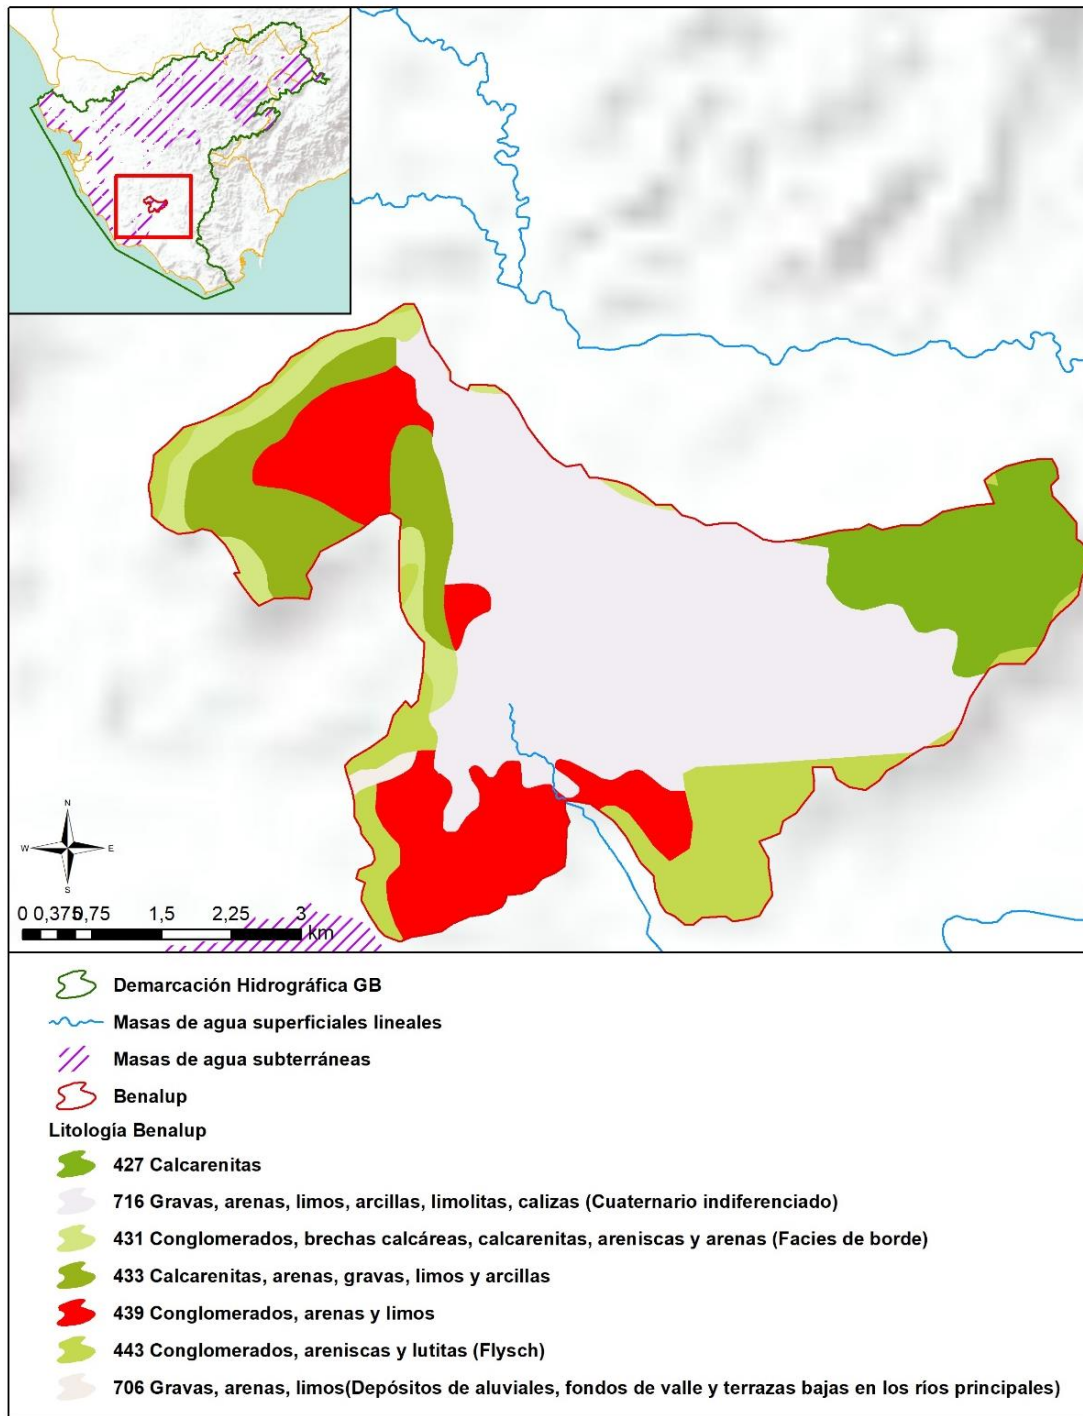 N
W E
S
0 0,375 0,75 1,5 2,25 3
km
Demarcación Hidrográfica GB
Masas de agua superficiales lineales
Masas de agua subterráneas
Benalup
Litología Benalup
427 Calcarenitas
716 Gravas, arenas, limos, arcillas, limolitas, calizas (Cuaternario indiferenciado)
431 Conglomerados, brechas calcáreas, calcarenitas, areniscas y arenas (Facies de borde)
433 Calcarenitas, arenas, gravas, limos y arcillas
439 Conglomerados, arenas y limos
443 Conglomerados, areniscas y lutitas (Flysch)
706 Gravas, arenas, limos(Depósitos de aluviales, fondos de valle y terrazas bajas en los ríos principales)